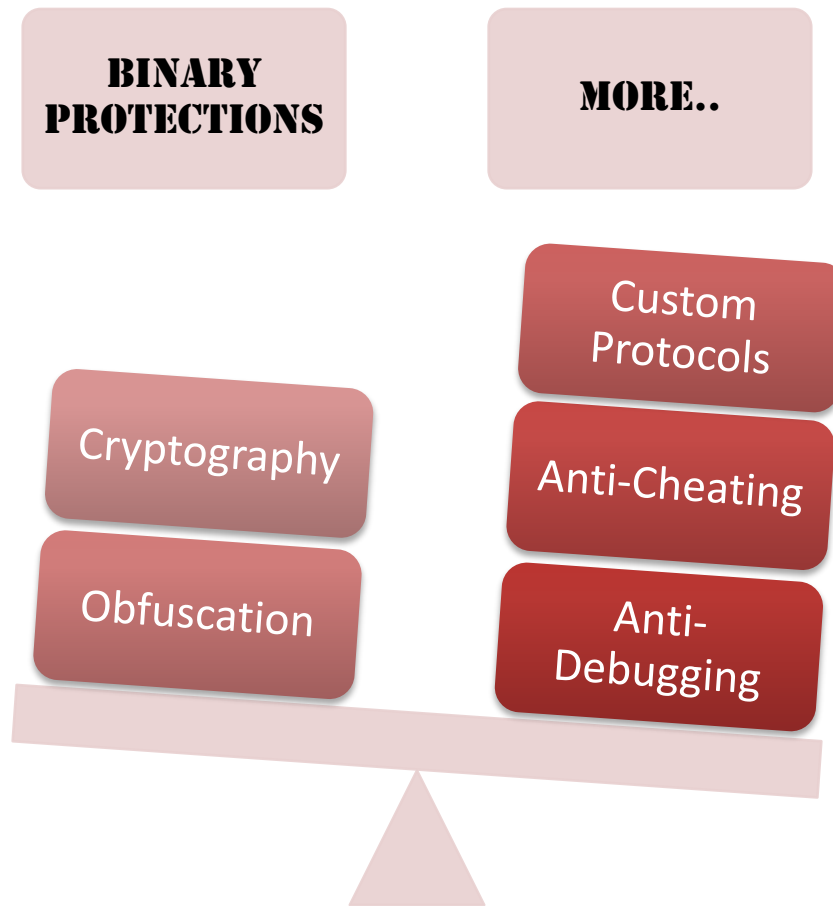 BINARY
PROTECTIONS
MORE..
Custom
Protocols
Cryptography
Anti-Cheating
Obfuscation
Anti-
Debugging